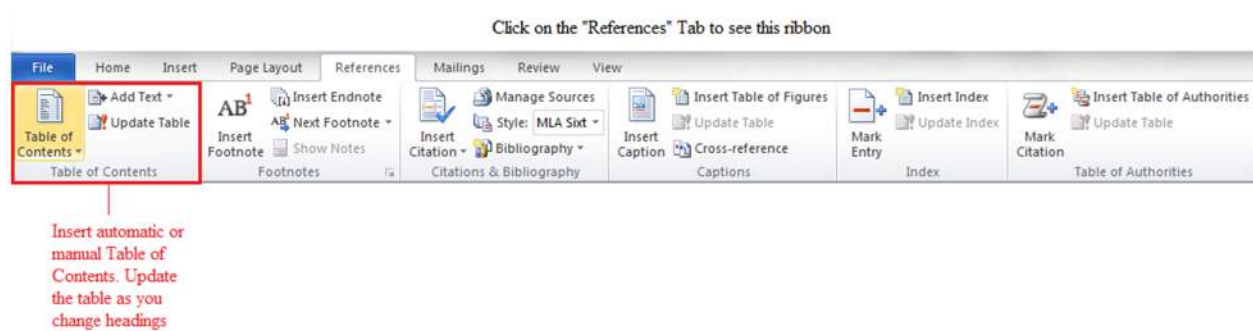 Click on the "References" Tab to see this ribbon
File Home Insert Page Layout References Mailings Review View
Table of Contents
Add Text
Update Table
Table of Contents
AB1
Insert Footnote
Insert Endnote
AB1 Next Footnote
Show Notes
Footnotes
Insert Citation
Manage Sources
Style: MLA Sixt
Bibliography
Citations & Bibliography
Insert Caption
Insert Table of Figures
Update Table
Cross-reference
Captions
Mark Entry
Insert Index
Update Index
Index
Mark Citation
Insert Table of Authorities
Update Table
Table of Authorities
Insert automatic or
manual Table of
Contents. Update
the table as you
change headings